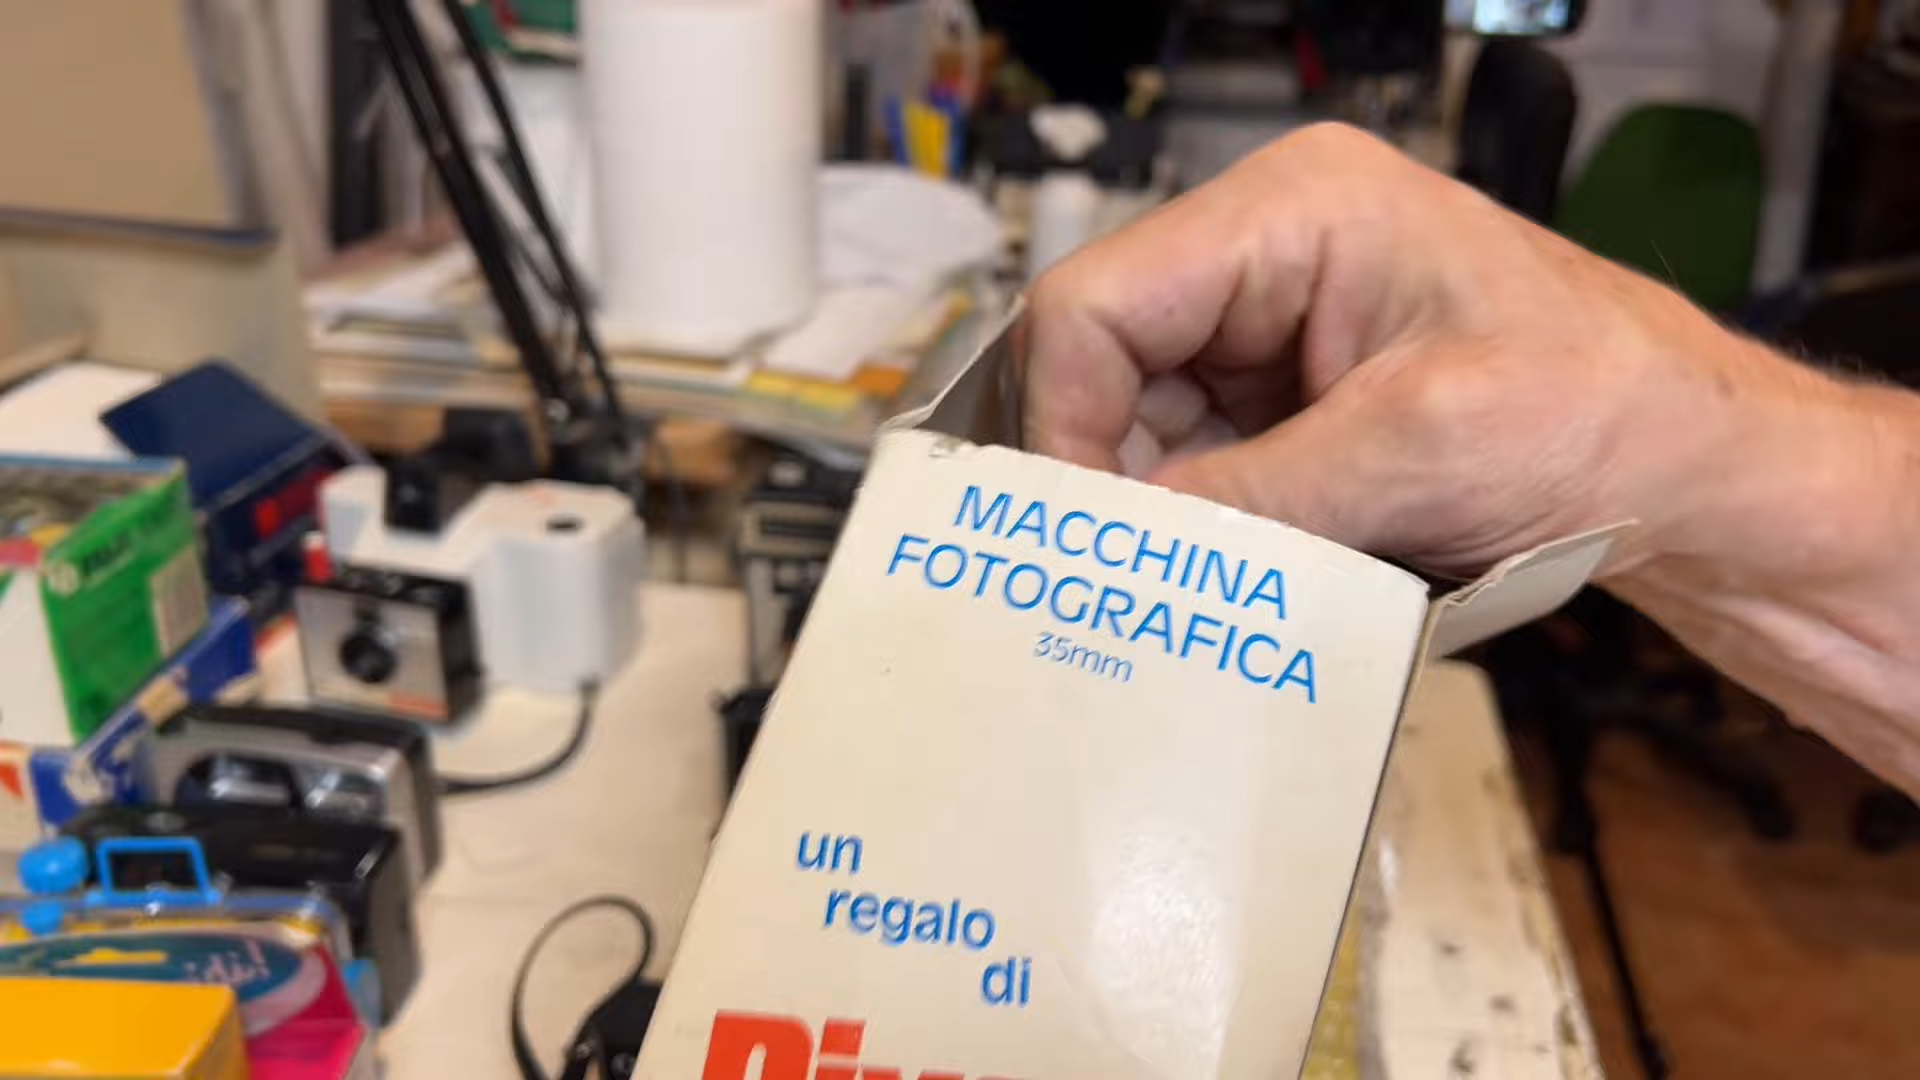 MACCHINA
FOTOGRAFICA
35mm
un
regalo
di